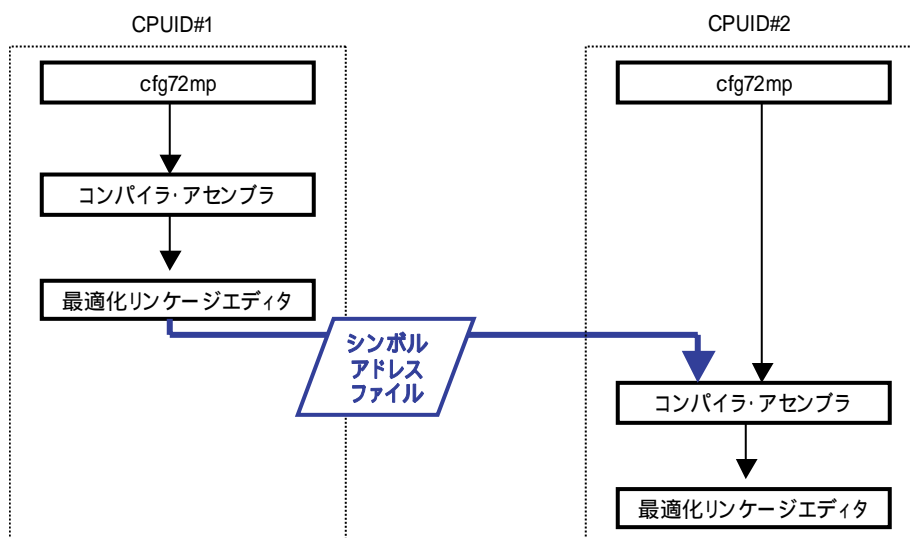 CPUID#1
cfg72mp
コンパイラ・アセンブラ
最適化リンケージエディタ
シンボル
アドレス
ファイル
CPUID#2
cfg72mp
コンパイラ・アセンブラ
最適化リンケージエディタ